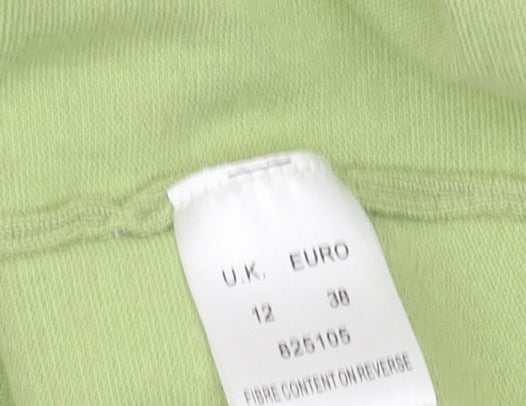 U.K. EURO
12 38
825105
FIBRE CONTENT ON REVERSE